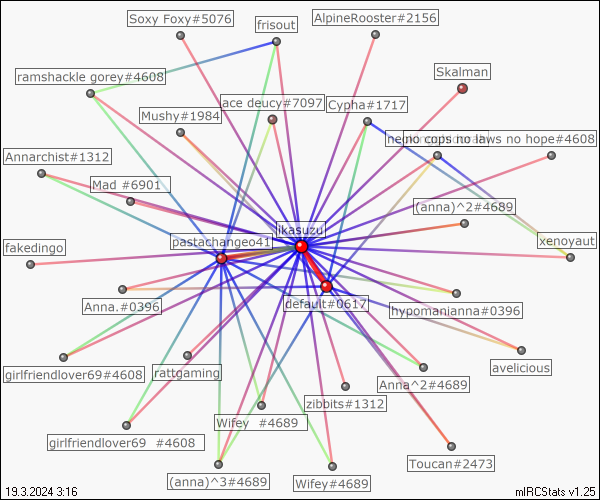 Soxy Foxy#5076
frisout
AlpineRooster#2156
ramshackle gorey#4608
Skalman
Mushy#1984
ace deucy#7097
Cypha#1717
no cops no laws no hope#4608
Annarchist#1312
Mad #6901
(anna)^2#4689
ikasuzu
pastachangeo41
xenoyaut
fakedingo
Anna.#0396
default#0617
hypomanianna#0396
girlfriendlover69#4608
rattgaming
Anna^2#4689
avelicious
zibbits#1312
Wifey #4689
girlfriendlover69 #4608
Toucan#2473
(anna)^3#4689
Wifey#4689
19.3.2024 3:16
mIRCStats v1.25